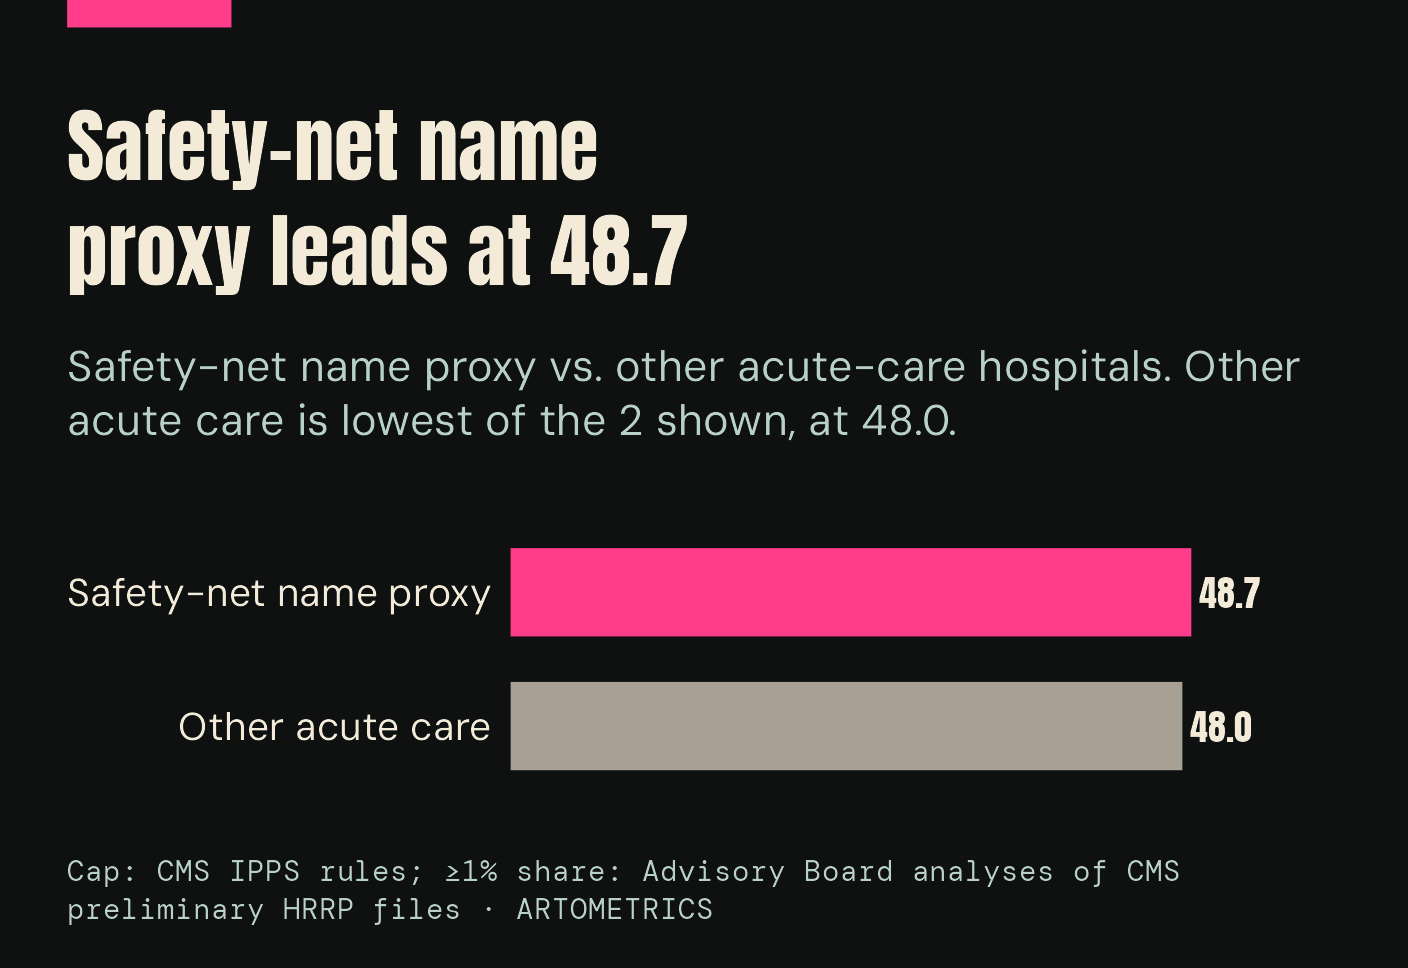 Safety-net name
proxy leads at 48.7
Safety-net name proxy vs. other acute-care hospitals. Other
acute care is lowest of the 2 shown, at 48.0.
Safety-net name proxy 48.7
Other acute care 48.0
Cap: CMS IPPS rules; ≥1% share: Advisory Board analyses of CMS
preliminary HRRP files · ARTOMETRICS